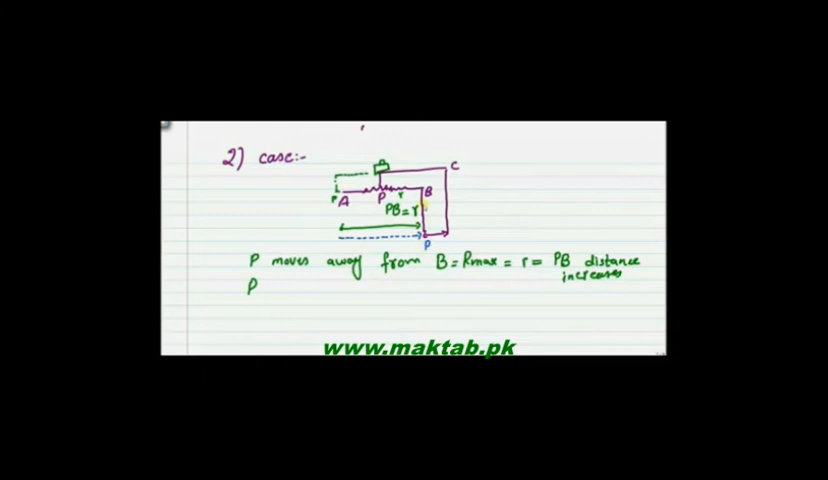 2) case:-
C
P A P r B
PB = r
P
P moves away from B = Rmax = r = PB distance
increases
P
www.maktab.pk